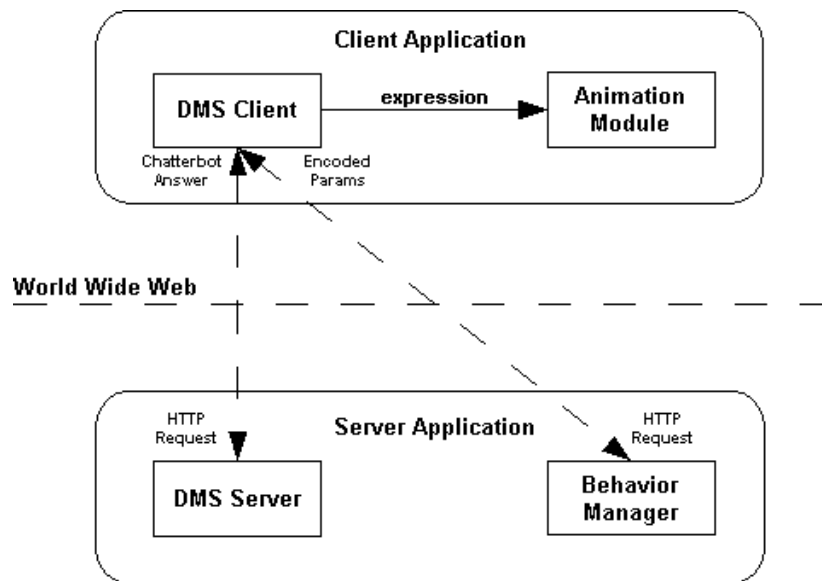 Client Application
DMS Client
expression
Animation
Module
Chatterbot
Answer
Encoded
Params
World Wide Web
HTTP
Request
Server Application
HTTP
Request
DMS Server
Behavior
Manager